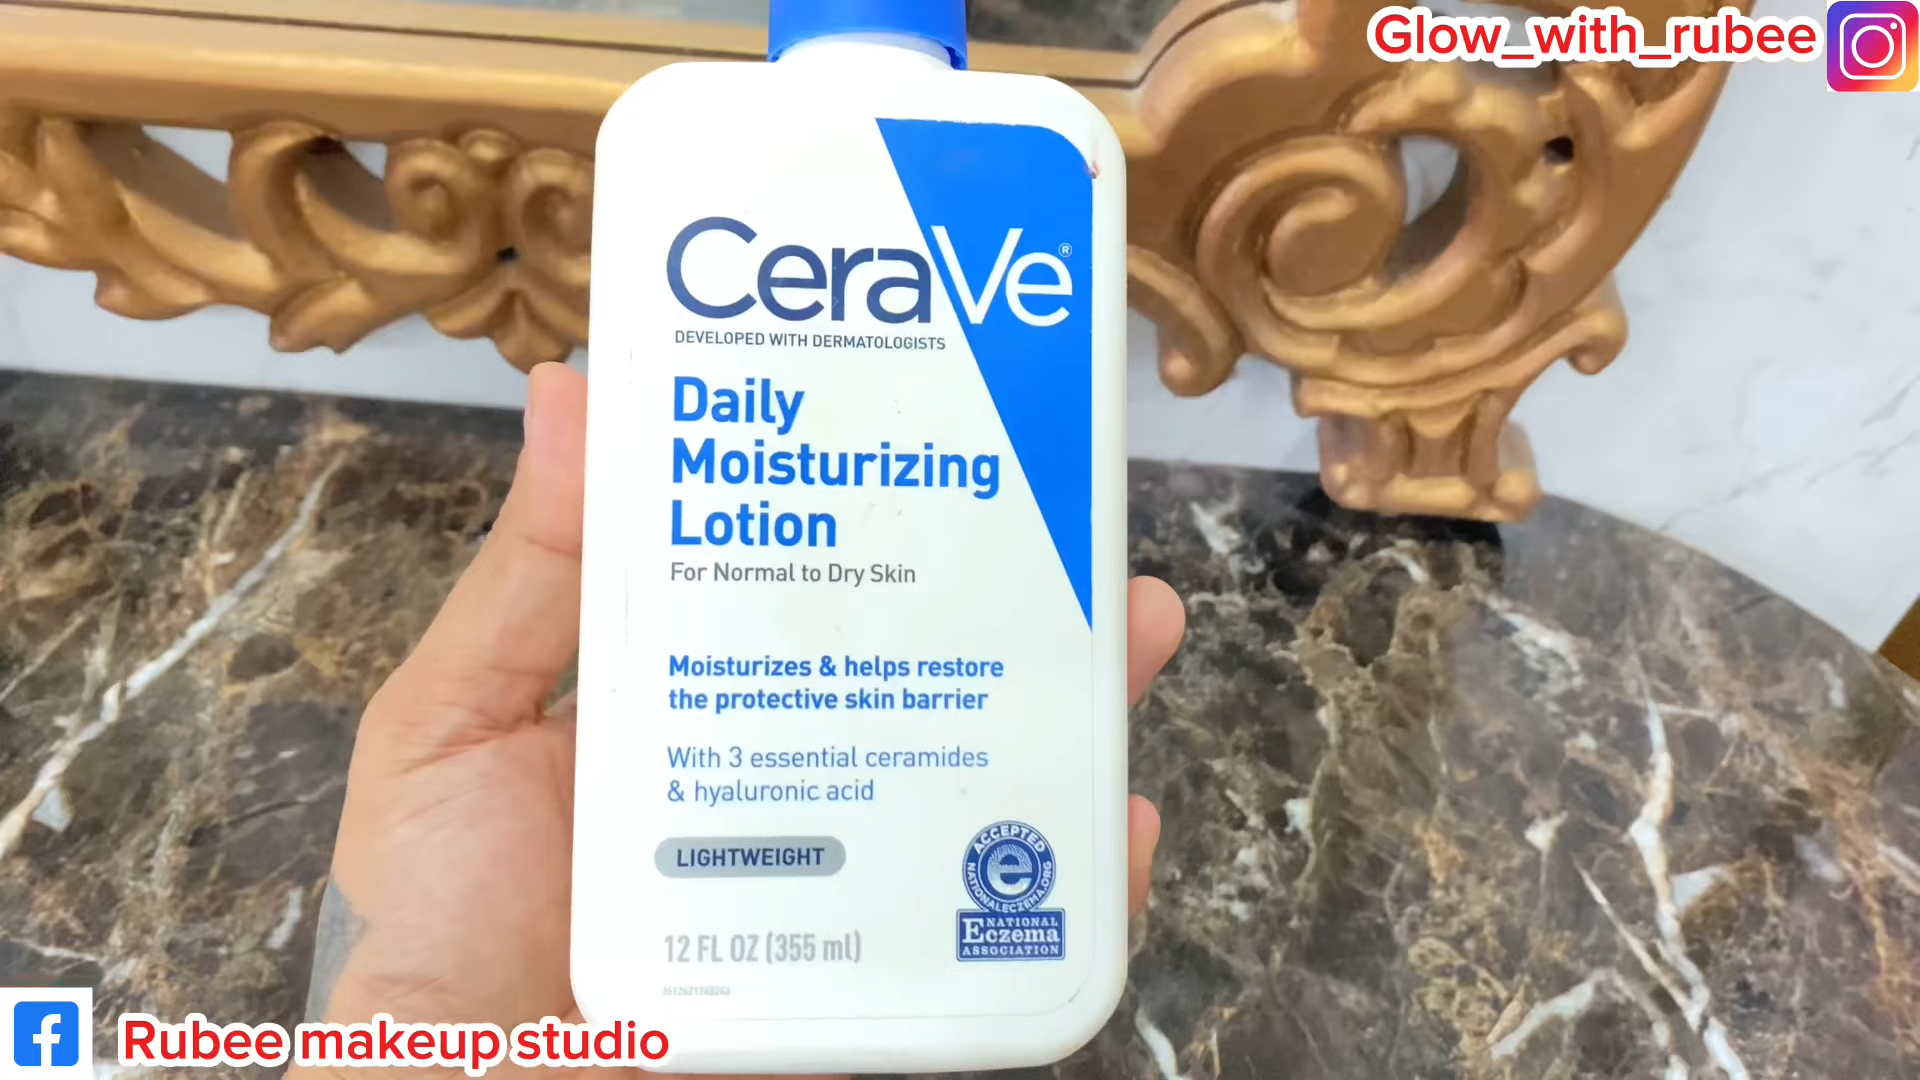 Glow_with_rubee
CeraVe®
DEVELOPED WITH DERMATOLOGISTS
Daily
Moisturizing
Lotion
For Normal to Dry Skin
Moisturizes & helps restore
the protective skin barrier
With 3 essential ceramides
& hyaluronic acid
LIGHTWEIGHT
ACCEPTED
NATIONALECZEMA.ORG
NATIONAL
Eczema
ASSOCIATION
12 FL OZ (355 ml)
Rubee makeup studio